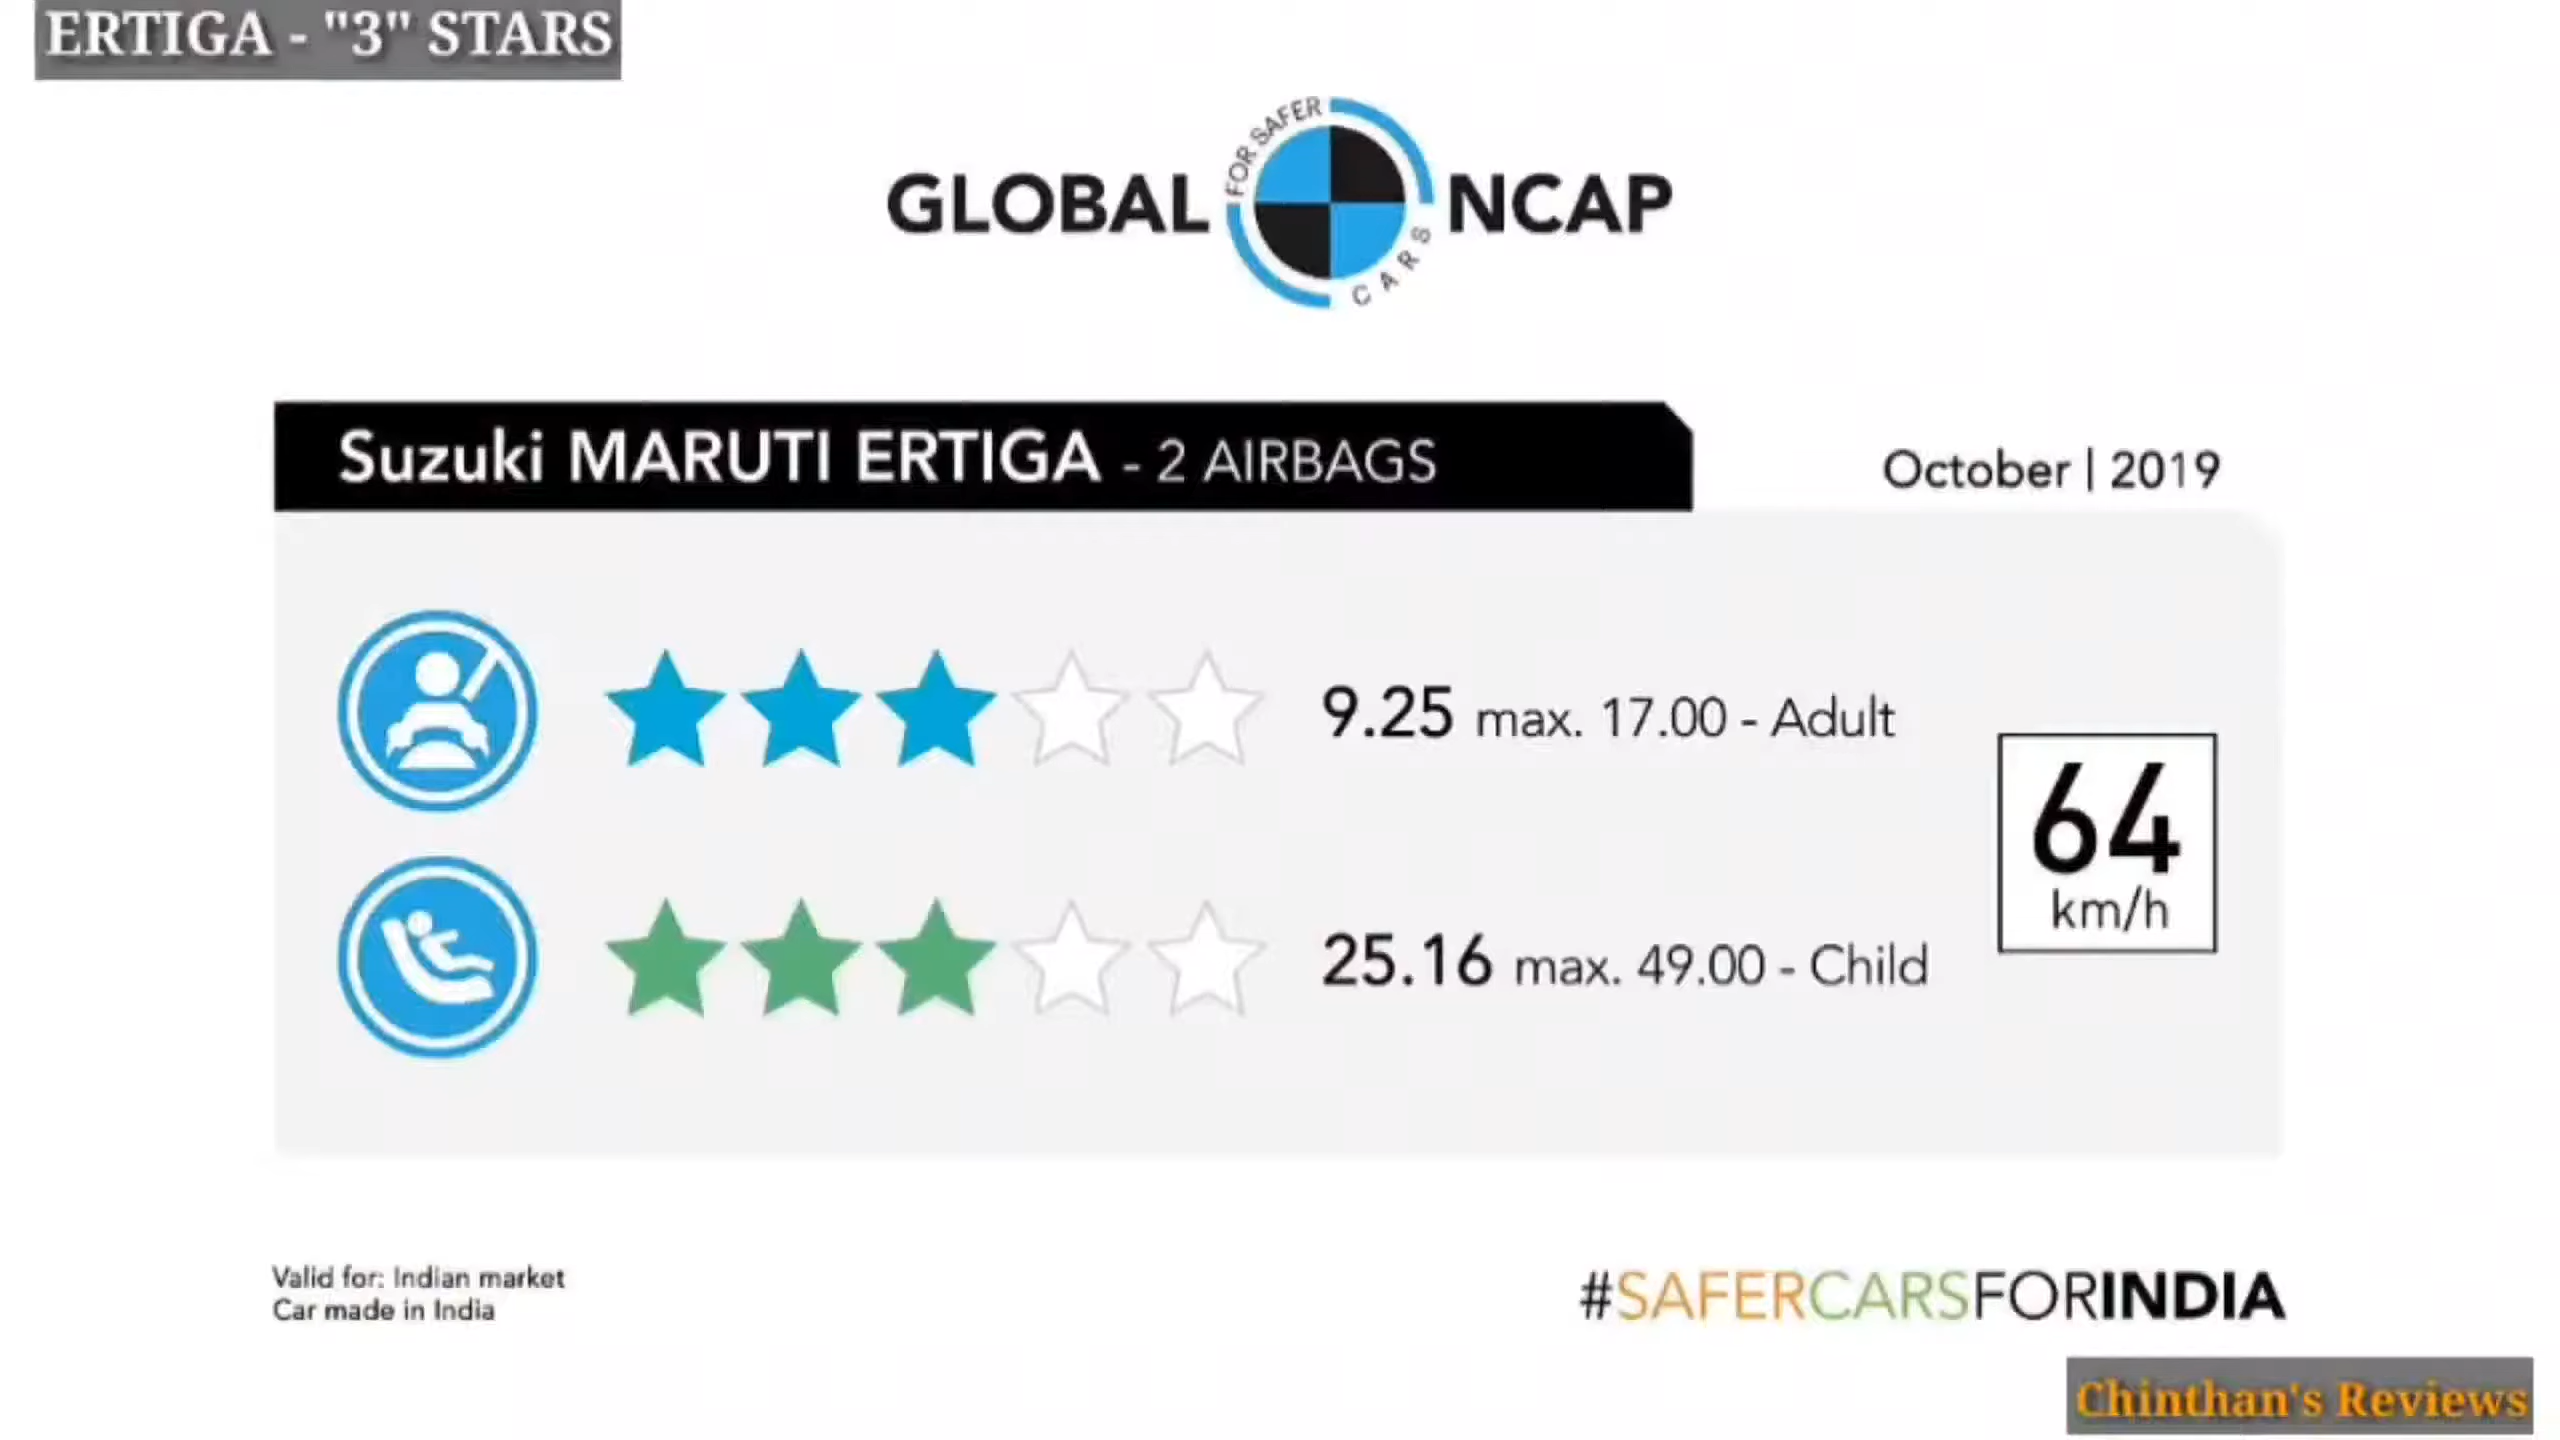 ERTIGA - "3" STARS
GLOBAL FOR SAFER CARS NCAP
Suzuki MARUTI ERTIGA - 2 AIRBAGS
October | 2019
9.25 max. 17.00 - Adult
64
km/h
25.16 max. 49.00 - Child
Valid for: Indian market
Car made in India
#SAFERCARSFORINDIA
Chinthan's Reviews